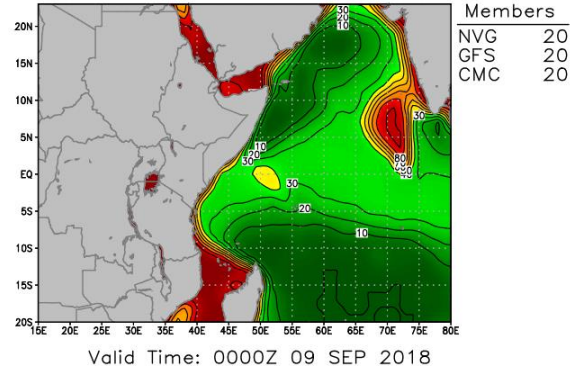 Members
NVG 20
GFS 20
CMC 20
20N
15N
10N
5N
EQ
5S
10S
15S
20S
30
20
10
30
10
20
30
80
30
20
10
15E 20E 25E 30E 35E 40E 45E 50E 55E 60E 65E 70E 75E 80E
Valid Time: 0000Z 09 SEP 2018